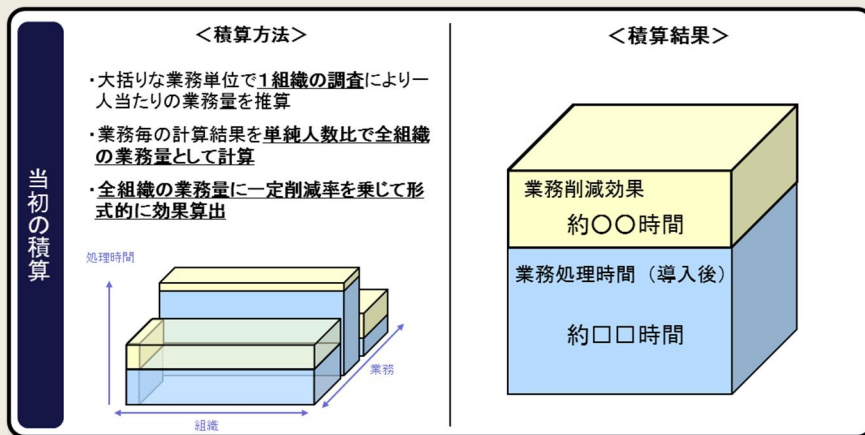 当初の積算
＜積算方法＞
・大括りな業務単位で１組織の調査により一
人当たりの業務量を推算
・業務毎の計算結果を単純人数比で全組織
の業務量として計算
・全組織の業務量に一定削減率を乗じて形
式的に効果算出
処理時間
業務
組織
＜積算結果＞
業務削減効果
約〇〇時間
業務処理時間（導入後）
約□□時間